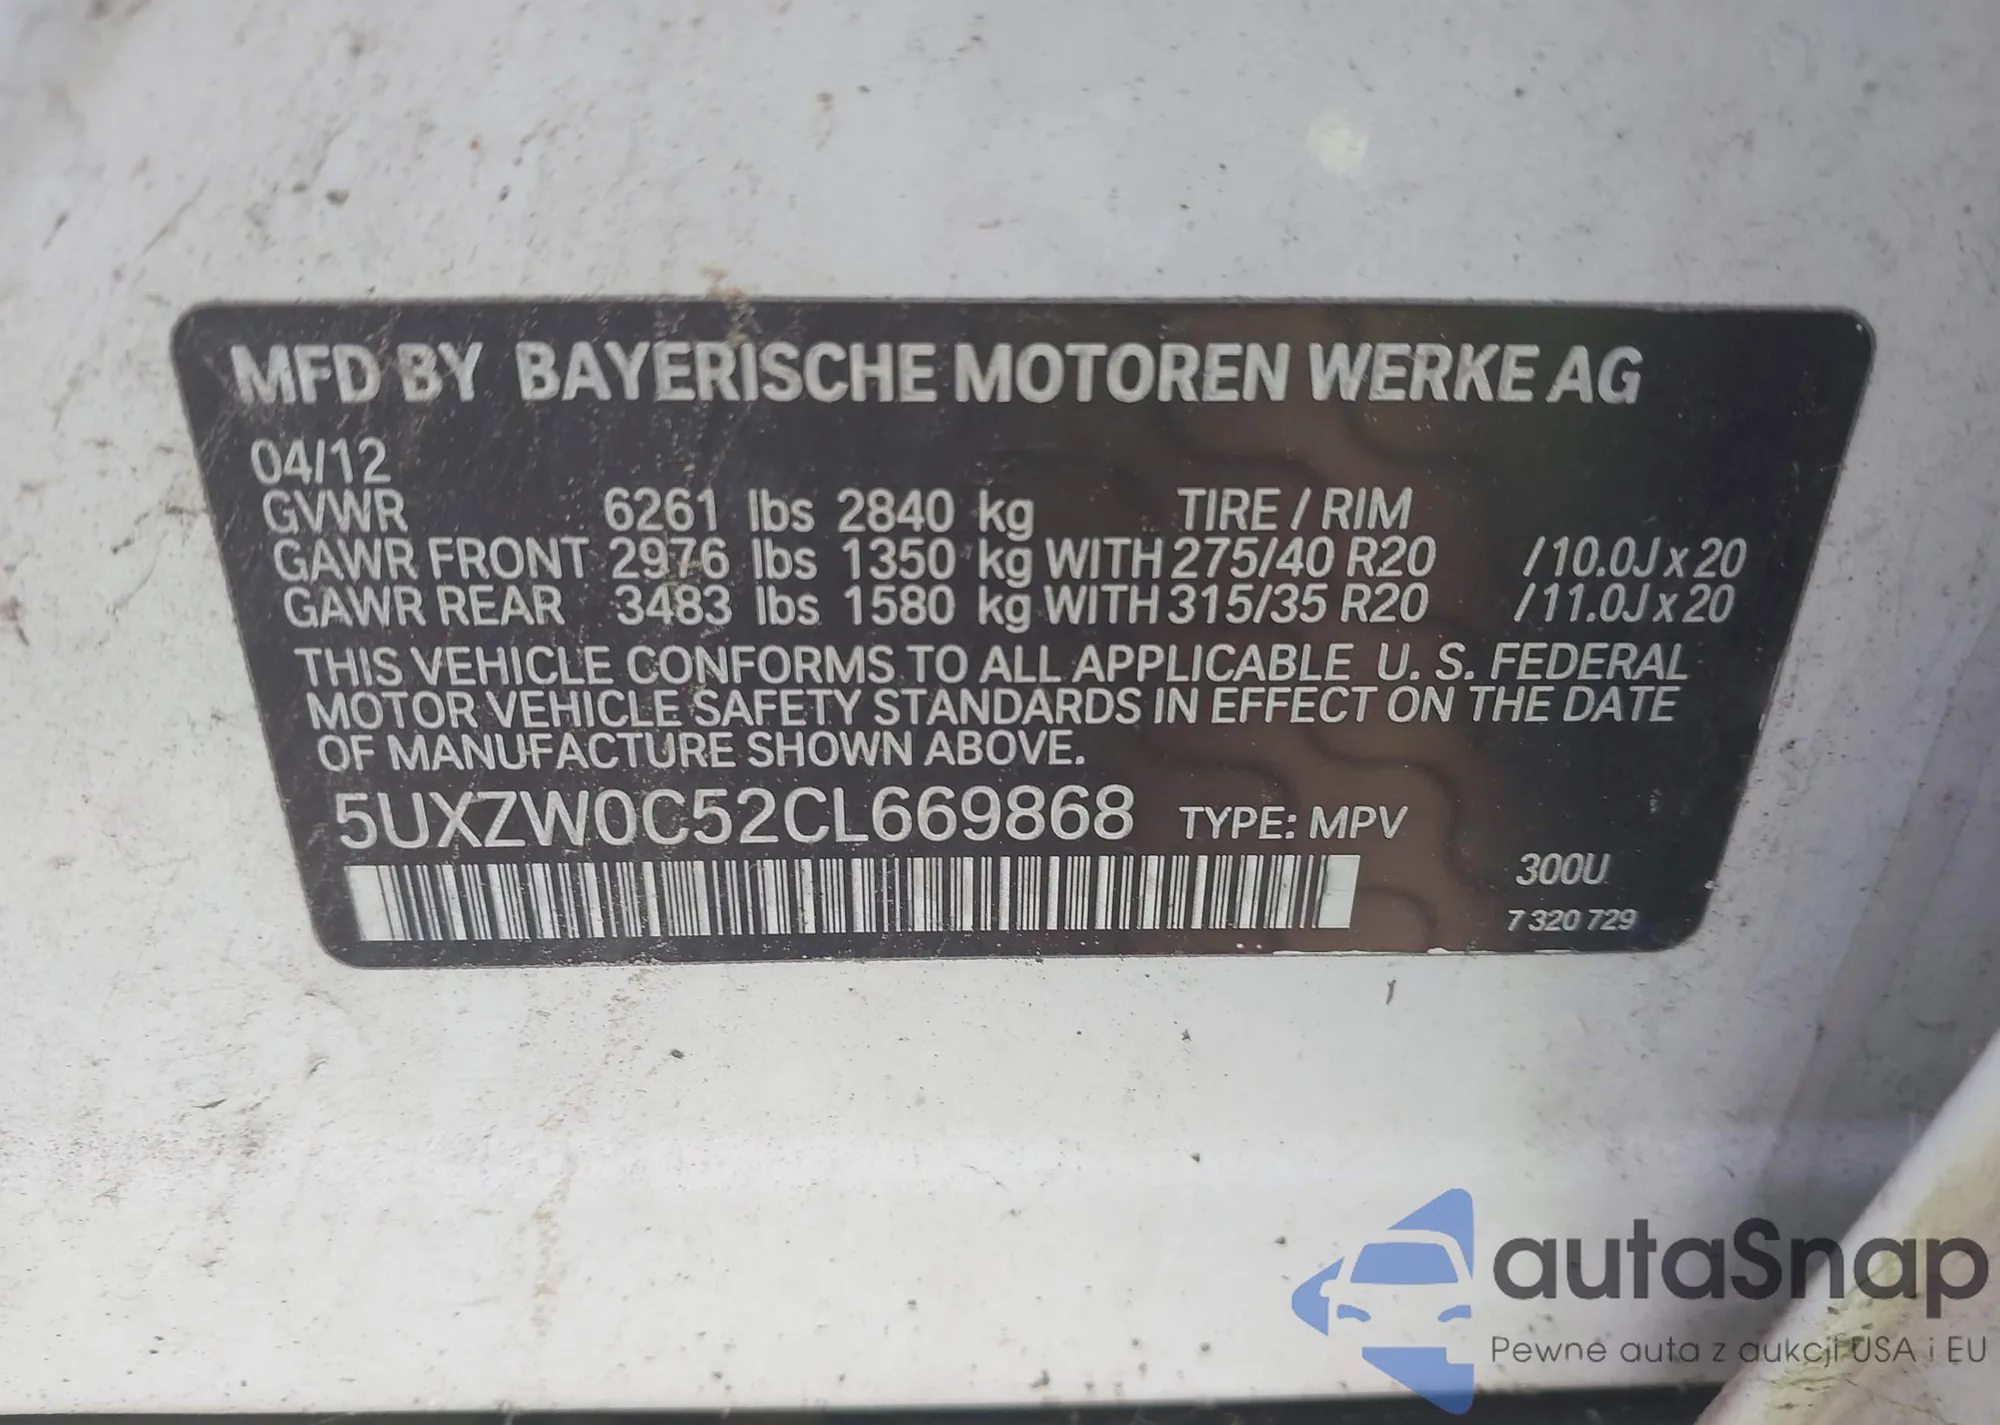 MFD BY BAYERISCHE MOTOREN WERKE AG
04/12
GVWR 6261 lbs 2840 kg TIRE / RIM
GAWR FRONT 2976 lbs 1350 kg WITH 275/40 R20 /10.0J x 20
GAWR REAR 3483 lbs 1580 kg WITH 315/35 R20 /11.0J x 20
THIS VEHICLE CONFORMS TO ALL APPLICABLE U. S. FEDERAL
MOTOR VEHICLE SAFETY STANDARDS IN EFFECT ON THE DATE
OF MANUFACTURE SHOWN ABOVE.
5UXZW0C52CL669868 TYPE: MPV
300U
7 320 729
autaSnap
Pewne auta z aukcji USA i EU